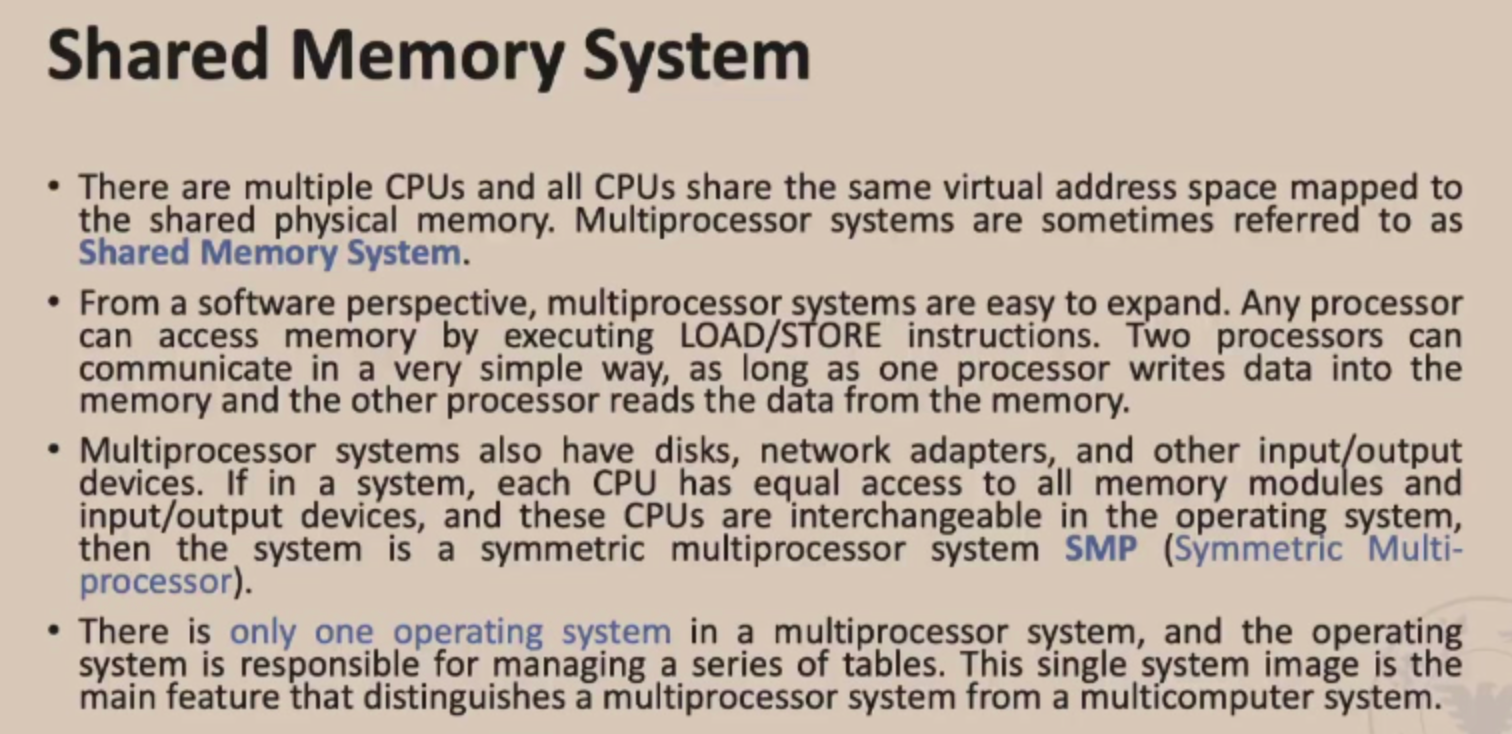 Shared Memory System
• There are multiple CPUs and all CPUs share the same virtual address space mapped to
the shared physical memory. Multiprocessor systems are sometimes referred to as
Shared Memory System.
• From a software perspective, multiprocessor systems are easy to expand. Any processor
can access memory by executing LOAD/STORE instructions. Two processors can
communicate in a very simple way, as long as one processor writes data into the
memory and the other processor reads the data from the memory.
• Multiprocessor systems also have disks, network adapters, and other input/output
devices. If in a system, each CPU has equal access to all memory modules and
input/output devices, and these CPUs are interchangeable in the operating system,
then the system is a symmetric multiprocessor system SMP (Symmetric Multi-
processor).
• There is only one operating system in a multiprocessor system, and the operating
system is responsible for managing a series of tables. This single system image is the
main feature that distinguishes a multiprocessor system from a multicomputer system.